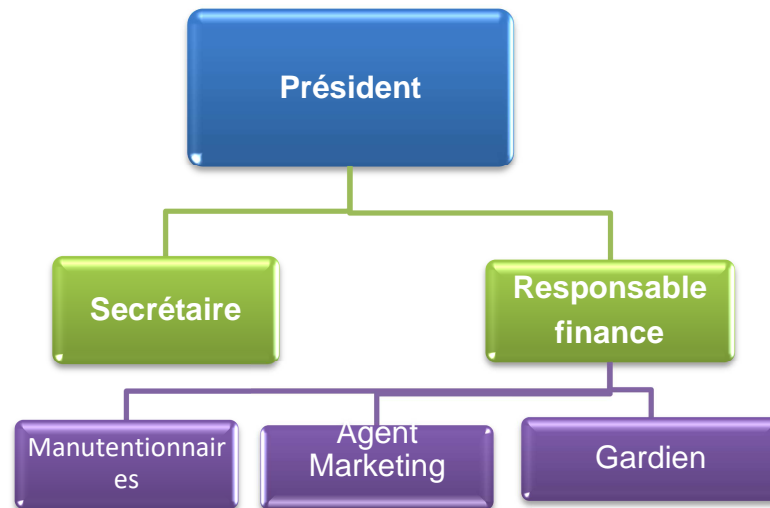 Président
Secrétaire
Responsable
finance
Manutentionnair
es
Agent
Marketing
Gardien